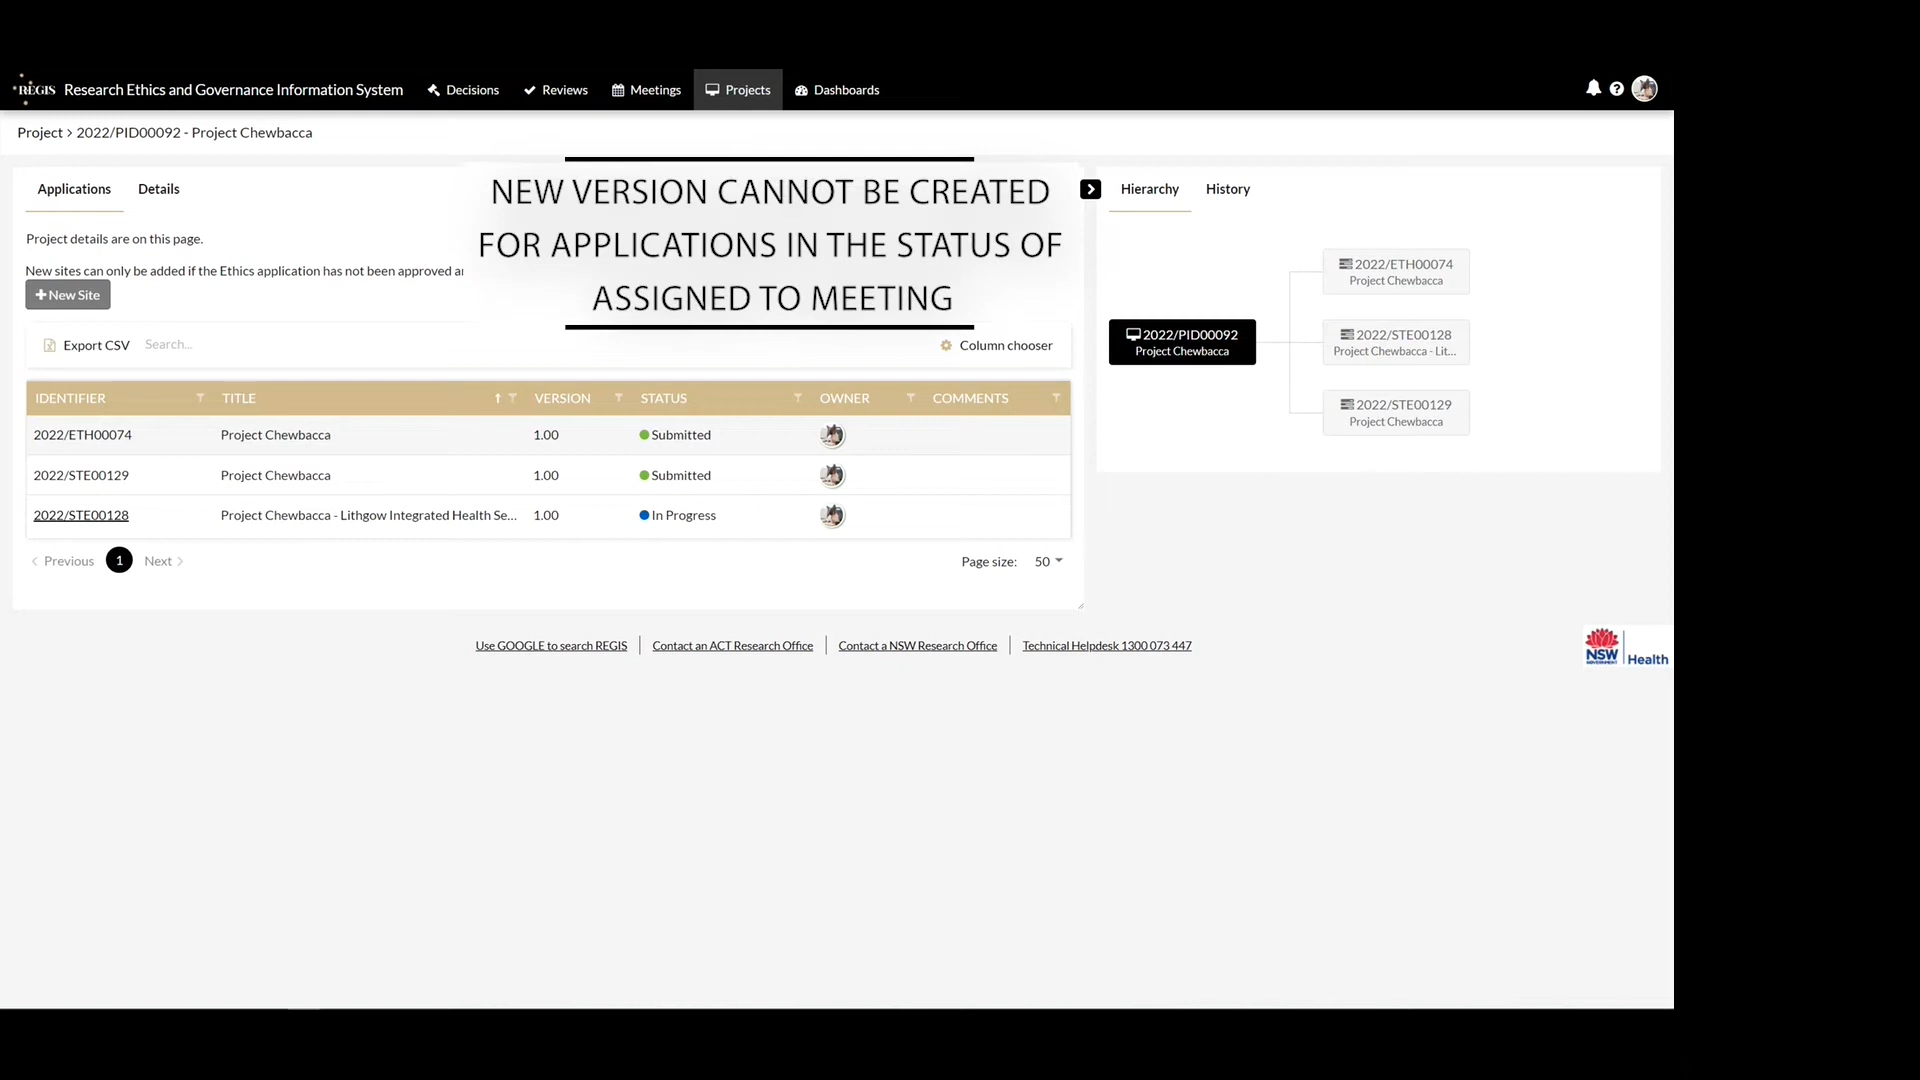 REGIS Research Ethics and Governance Information System Decisions Reviews Meetings Projects Dashboards
Project > 2022/PID00092 - Project Chewbacca
Applications Details
Project details are on this page.
New sites can only be added if the Ethics application has not been approved
+ New Site
NEW VERSION CANNOT BE CREATED
FOR APPLICATIONS IN THE STATUS OF
ASSIGNED TO MEETING
Export CSV Search... Column chooser
IDENTIFIER TITLE VERSION STATUS OWNER COMMENTS
2022/ETH00074 Project Chewbacca 1.00 Submitted
2022/STE00129 Project Chewbacca 1.00 Submitted
2022/STE00128 Project Chewbacca - Lithgow Integrated Health Se... 1.00 In Progress
< Previous 1 Next >
Page size: 50
Hierarchy History
2022/PID00092
Project Chewbacca
2022/ETH00074
Project Chewbacca
2022/STE00128
Project Chewbacca - Lit...
2022/STE00129
Project Chewbacca
Use GOOGLE to search REGIS Contact an ACT Research Office Contact a NSW Research Office Technical Helpdesk 1300 073 447
NSW
GOVERNMENT
Health